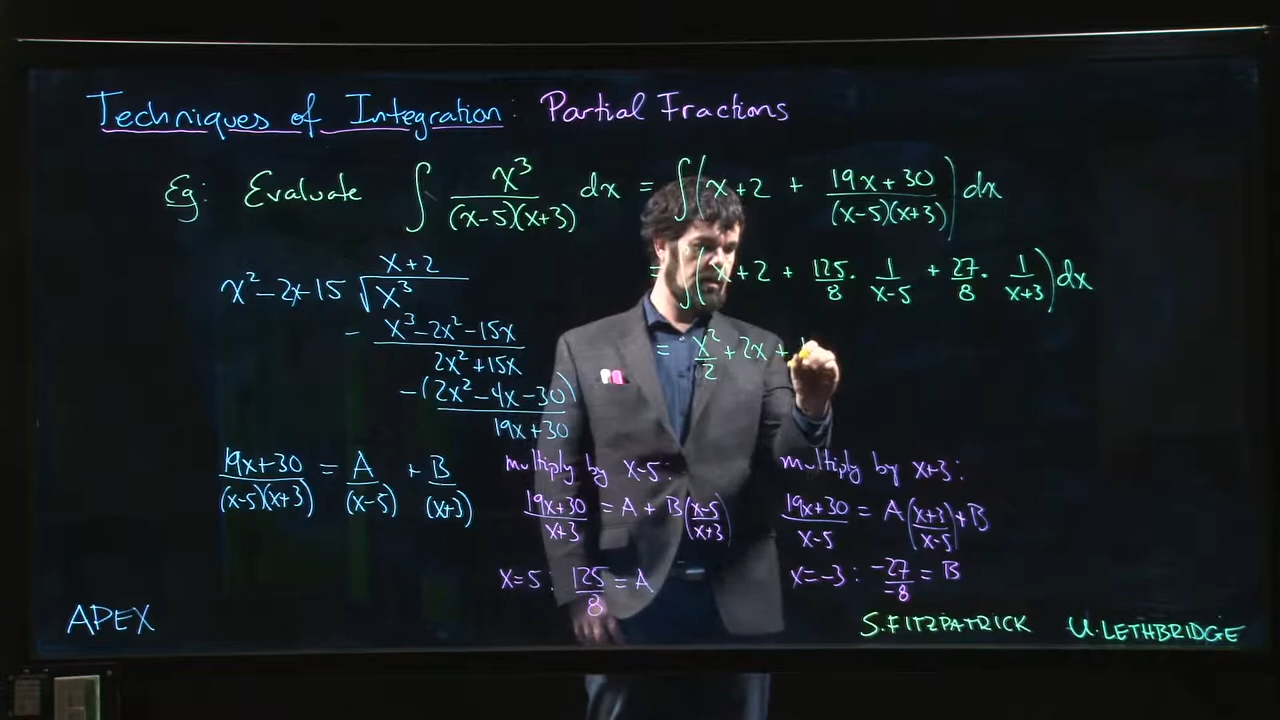 Techniques of Integration: Partial Fractions
Eg: Evaluate ∫ x³/((x-5)(x+3)) dx = ∫(x+2 + (19x+30)/((x-5)(x+3))) dx
= ∫(x+2 + 125/8 · 1/(x-5) + 27/8 · 1/(x+3)) dx
= x²/2 + 2x +
x+2
x²-2x-15 √x³
- x³-2x²-15x
2x²+15x
-(2x²-4x-30)
19x+30
(19x+30)/((x-5)(x+3)) = A/(x-5) + B/(x+3)
multiply by x-5:
(19x+30)/(x+3) = A + B((x-5)/(x+3))
x=5: 125/8 = A
multiply by x+3:
(19x+30)/(x-5) = A((x+3)/(x-5)) + B
x=-3: -27/-8 = B
APEX
S.FITZPATRICK U.LETHBRIDGE